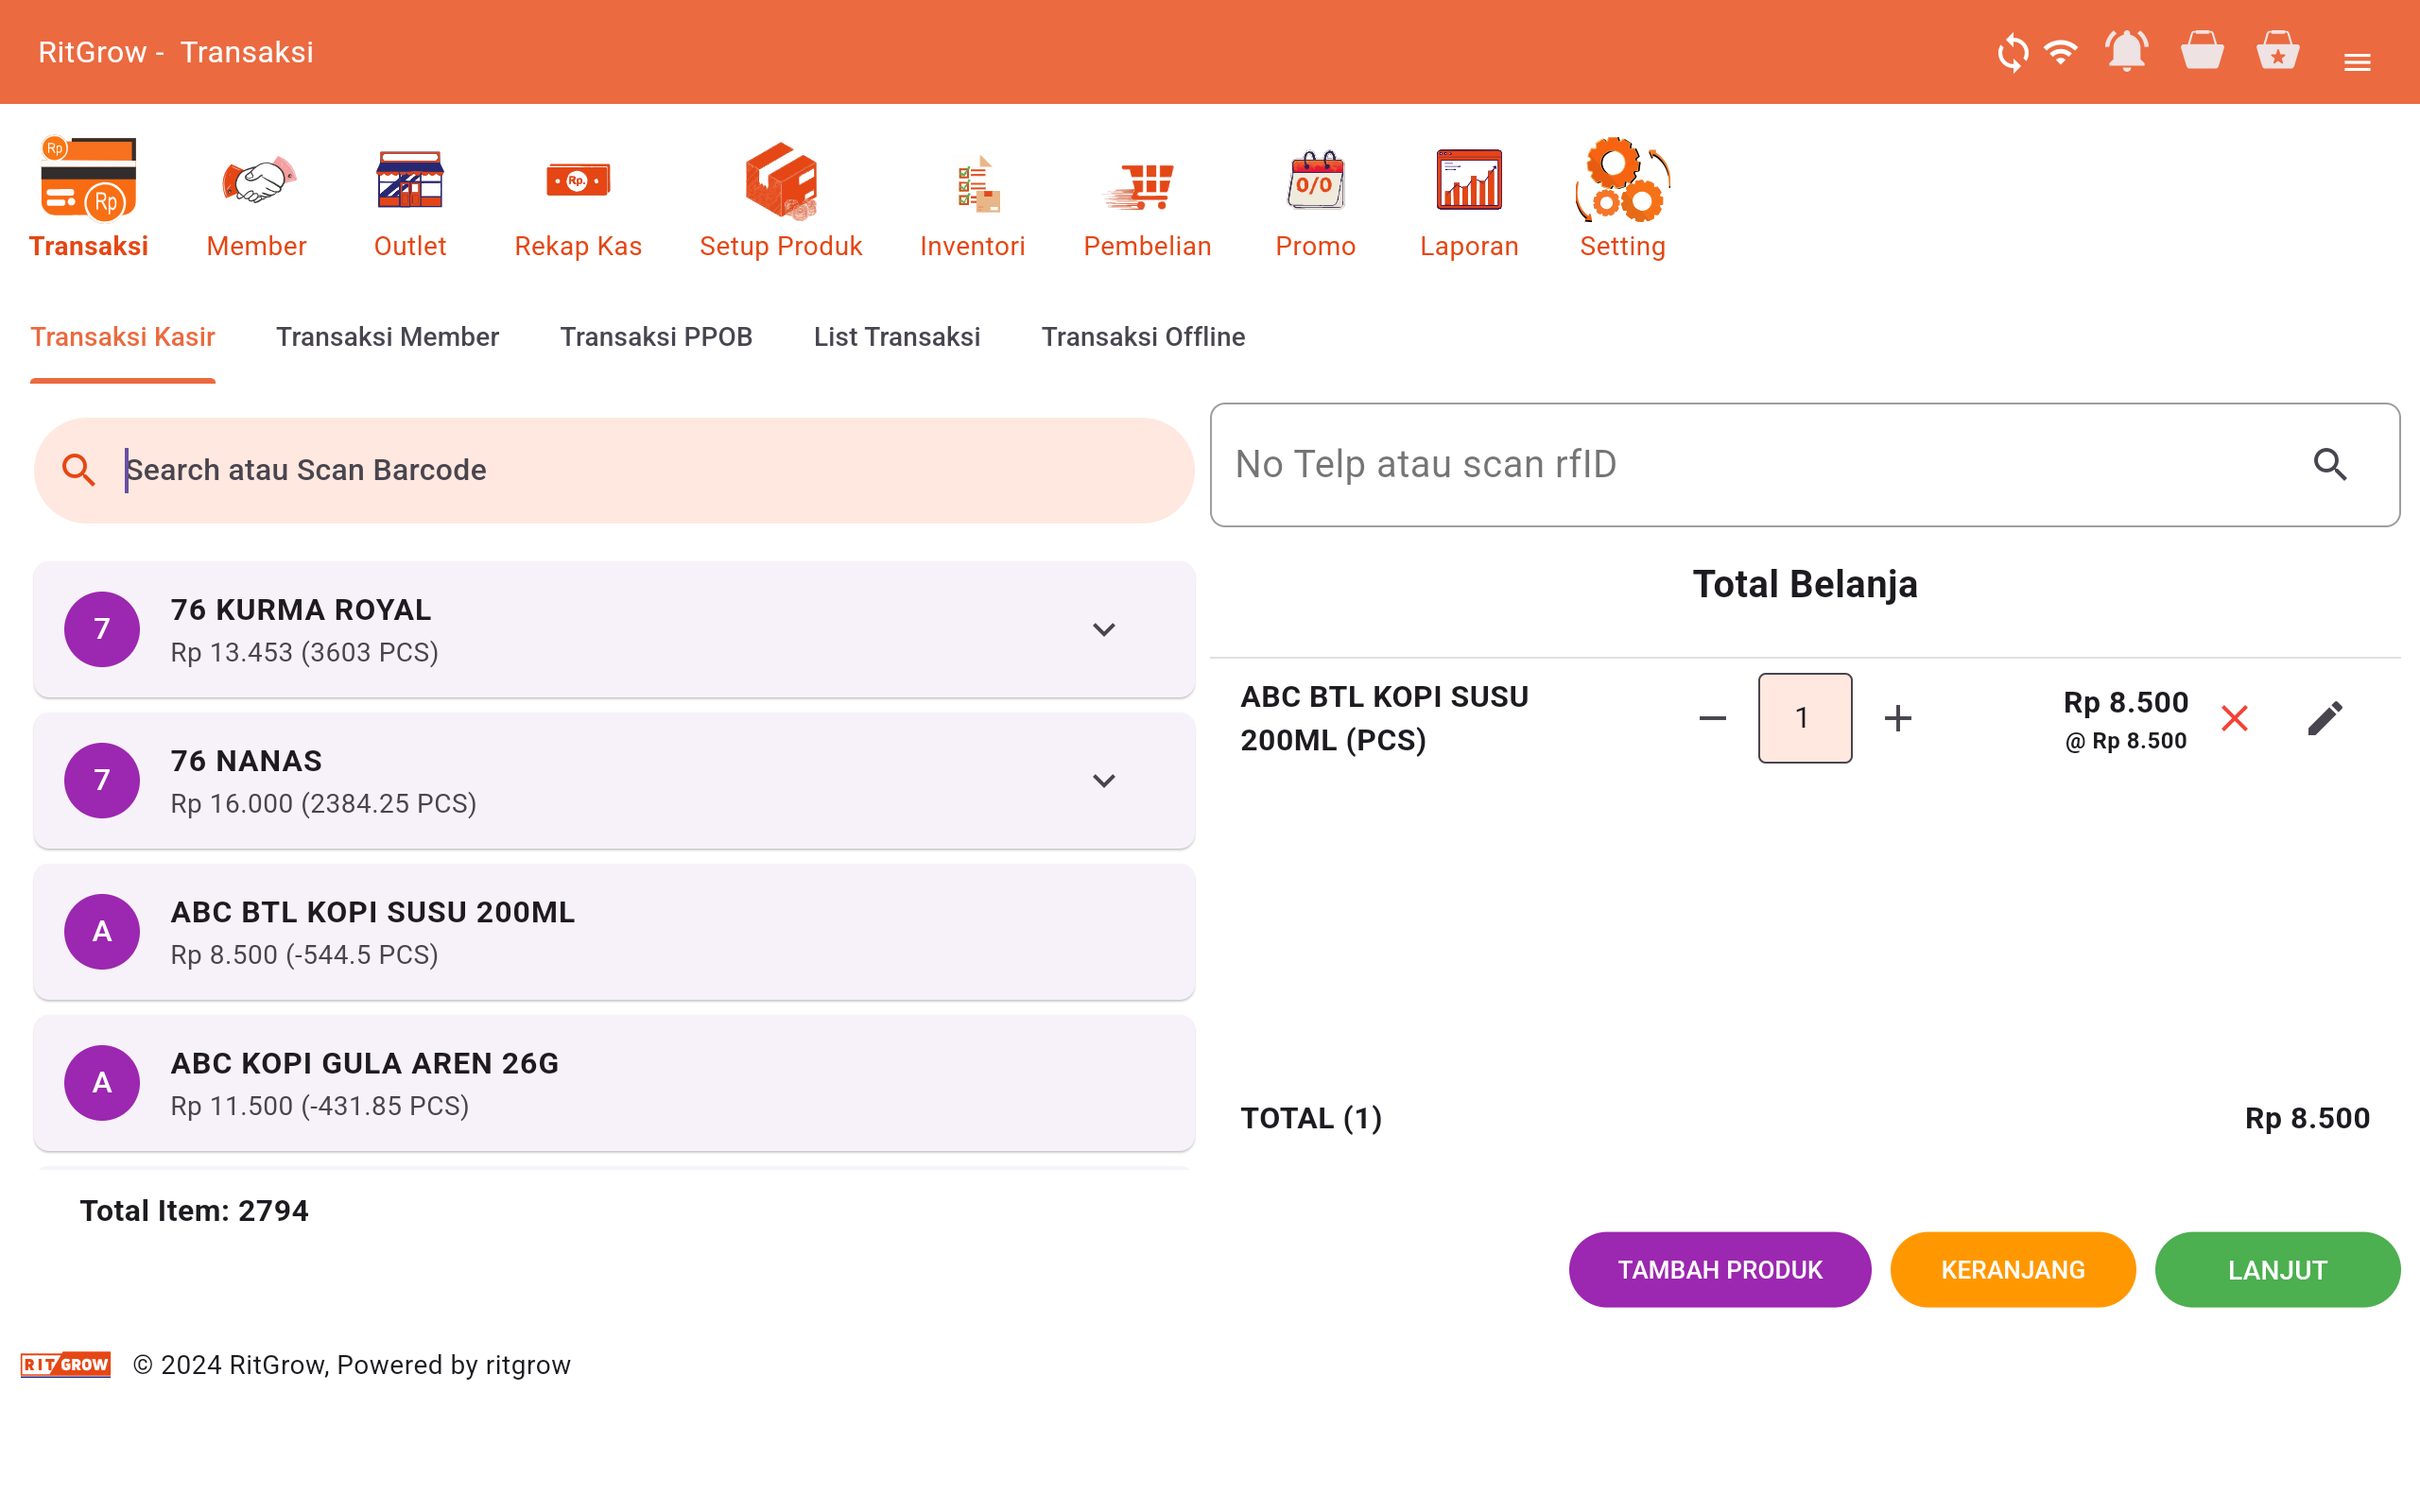 RitGrow - Transaksi
Rp
Rp
Rp.
0/0
Transaksi
Member
Outlet
Rekap Kas
Setup Produk
Inventori
Pembelian
Promo
Laporan
Setting
Transaksi Kasir
Transaksi Member
Transaksi PPOB
List Transaksi
Transaksi Offline
Search atau Scan Barcode
7
76 KURMA ROYAL
Rp 13.453 (3603 PCS)
7
76 NANAS
Rp 16.000 (2384.25 PCS)
A
ABC BTL KOPI SUSU 200ML
Rp 8.500 (-544.5 PCS)
A
ABC KOPI GULA AREN 26G
Rp 11.500 (-431.85 PCS)
Total Item: 2794
No Telp atau scan rfID
Total Belanja
ABC BTL KOPI SUSU
200ML (PCS)
1
Rp 8.500
@ Rp 8.500
TOTAL (1)
Rp 8.500
TAMBAH PRODUK
KERANJANG
LANJUT
RIT GROW
© 2024 RitGrow, Powered by ritgrow